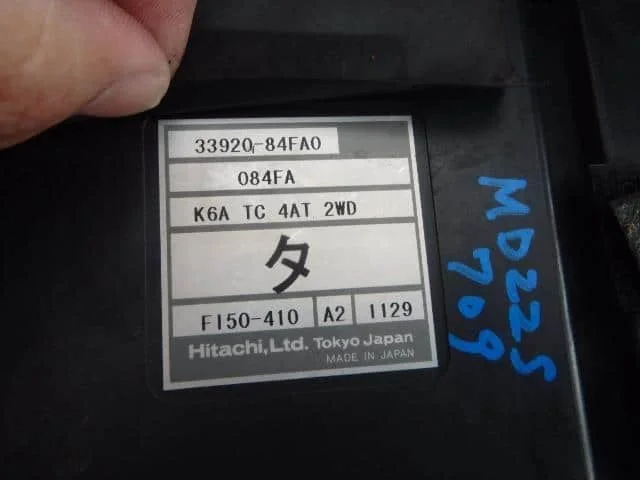 33920-84FA0
084FA
K6A TC 4AT 2WD
タ
F150-410 A2 1129
Hitachi, Ltd. Tokyo Japan
MADE IN JAPAN
MD22S
709